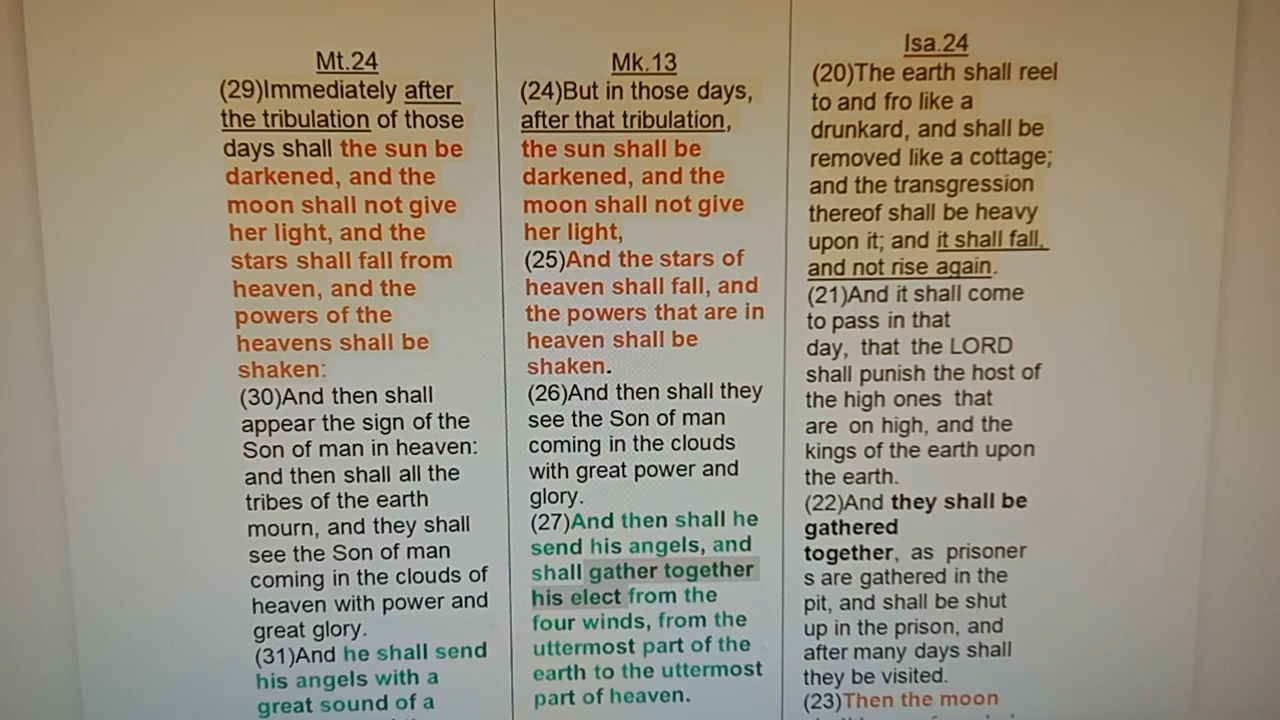 Mt.24
(29)Immediately after
the tribulation of those
days shall the sun be
darkened, and the
moon shall not give
her light, and the
stars shall fall from
heaven, and the
powers of the
heavens shall be
shaken:
(30)And then shall
appear the sign of the
Son of man in heaven:
and then shall all the
tribes of the earth
mourn, and they shall
see the Son of man
coming in the clouds of
heaven with power and
great glory.
(31)And he shall send
his angels with a
great sound of a
Mk.13
(24)But in those days,
after that tribulation,
the sun shall be
darkened, and the
moon shall not give
her light,
(25)And the stars of
heaven shall fall, and
the powers that are in
heaven shall be
shaken.
(26)And then shall they
see the Son of man
coming in the clouds
with great power and
glory.
(27)And then shall he
send his angels, and
shall gather together
his elect from the
four winds, from the
uttermost part of the
earth to the uttermost
part of heaven.
Isa.24
(20)The earth shall reel
to and fro like a
drunkard, and shall be
removed like a cottage;
and the transgression
thereof shall be heavy
upon it; and it shall fall,
and not rise again.
(21)And it shall come
to pass in that
day, that the LORD
shall punish the host of
the high ones that
are on high, and the
kings of the earth upon
the earth.
(22)And they shall be
gathered
together, as prisoner
s are gathered in the
pit, and shall be shut
up in the prison, and
after many days shall
they be visited.
(23)Then the moon